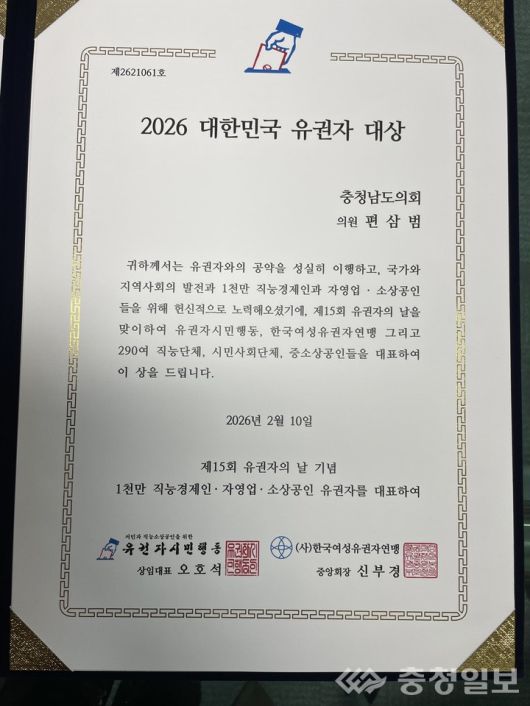 제2621061호
2026 대한민국 유권자 대상
충청남도의회
의원 편 삼 범
귀하께서는 유권자와의 공약을 성실히 이행하고, 국가와
지역사회의 발전과 1천만 직능경제인과 자영업 · 소상공인
들을 위해 헌신적으로 노력해오셨기에, 제15회 유권자의 날을
맞이하여 유권자시민행동, 한국여성유권자연맹 그리고
290여 직능단체, 시민사회단체, 중소상공인들을 대표하여
이 상을 드립니다.
2026년 2월 10일
제15회 유권자의 날 기념
1천만 직능경제인 · 자영업 · 소상공인 유권자를 대표하여
시민과 직능소상공인을 위한
유권자시민행동
상임대표 오호석
(사)한국여성유권자연맹
중앙회장 신부경
충청일보